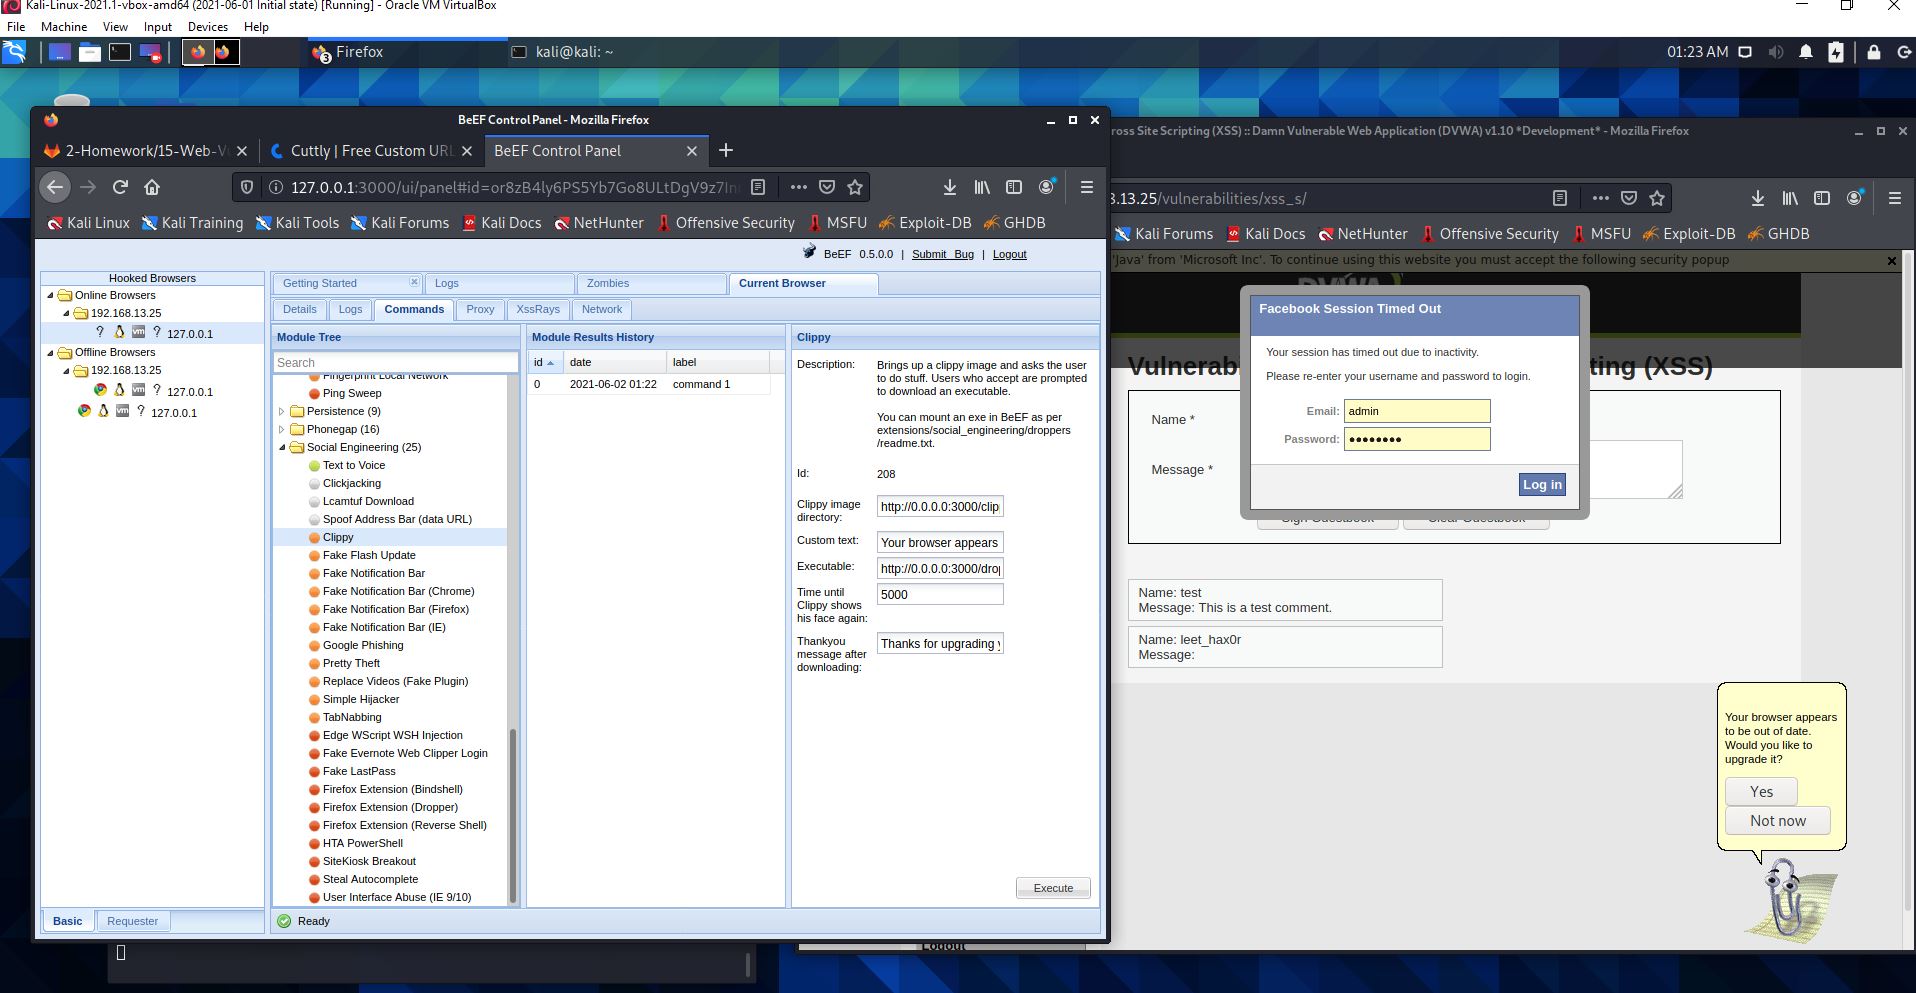 Kali-Linux-2021.1-vbox-amd64 (2021-06-01 Initial state) [Running] - Oracle VM VirtualBox
File Machine View Input Devices Help
3 Firefox kali@kali: ~ 01:23 AM
BeEF Control Panel - Mozilla Firefox
2-Homework/15-Web-Vu Cuttly | Free Custom URL BeEF Control Panel
127.0.0.1:3000/ui/panel#id=or8zB4ly6PS5Yb7Go8ULtDgV9z7In
Kali Linux Kali Training Kali Tools Kali Forums Kali Docs NetHunter Offensive Security MSFU Exploit-DB GHDB
BeEF 0.5.0.0 | Submit Bug | Logout
Hooked Browsers
Online Browsers
192.168.13.25
? vm ? 127.0.0.1
Offline Browsers
192.168.13.25
vm ? 127.0.0.1
vm ? 127.0.0.1
Basic Requester
Getting Started Logs Zombies Current Browser
Details Logs Commands Proxy XssRays Network
Module Tree
Search
Fingerprint Local Network
Ping Sweep
Persistence (9)
Phonegap (16)
Social Engineering (25)
Text to Voice
Clickjacking
Lcamtuf Download
Spoof Address Bar (data URL)
Clippy
Fake Flash Update
Fake Notification Bar
Fake Notification Bar (Chrome)
Fake Notification Bar (Firefox)
Fake Notification Bar (IE)
Google Phishing
Pretty Theft
Replace Videos (Fake Plugin)
Simple Hijacker
TabNabbing
Edge WScript WSH Injection
Fake Evernote Web Clipper Login
Fake LastPass
Firefox Extension (Bindshell)
Firefox Extension (Dropper)
Firefox Extension (Reverse Shell)
HTA PowerShell
SiteKiosk Breakout
Steal Autocomplete
User Interface Abuse (IE 9/10)
Ready
Module Results History
id date label
0 2021-06-02 01:22 command 1
Clippy
Description: Brings up a clippy image and asks the user
to do stuff. Users who accept are prompted
to download an executable.
You can mount an exe in BeEF as per
extensions/social_engineering/droppers
/readme.txt.
Id: 208
Clippy image
directory: http://0.0.0.0:3000/clip
Custom text: Your browser appears
Executable: http://0.0.0.0:3000/drop
Time until
Clippy shows
his face again: 5000
Thankyou
message after
downloading: Thanks for upgrading y
Execute
ross Site Scripting (XSS) :: Damn Vulnerable Web Application (DVWA) v1.10 *Development* - Mozilla Firefox
8.13.25/vulnerabilities/xss_s/
Kali Forums Kali Docs NetHunter Offensive Security MSFU Exploit-DB GHDB
'Java' from 'Microsoft Inc'. To continue using this website you must accept the following security popup
DVWA
Vulnerabi ting (XSS)
Facebook Session Timed Out
Your session has timed out due to inactivity.
Please re-enter your username and password to login.
Email: admin
Password: ••••••••
Log in
Name *
Message *
Sign Guestbook Clear Guestbook
Name: test
Message: This is a test comment.
Name: leet_hax0r
Message:
Your browser appears
to be out of date.
Would you like to
upgrade it?
Yes
Not now
Logout